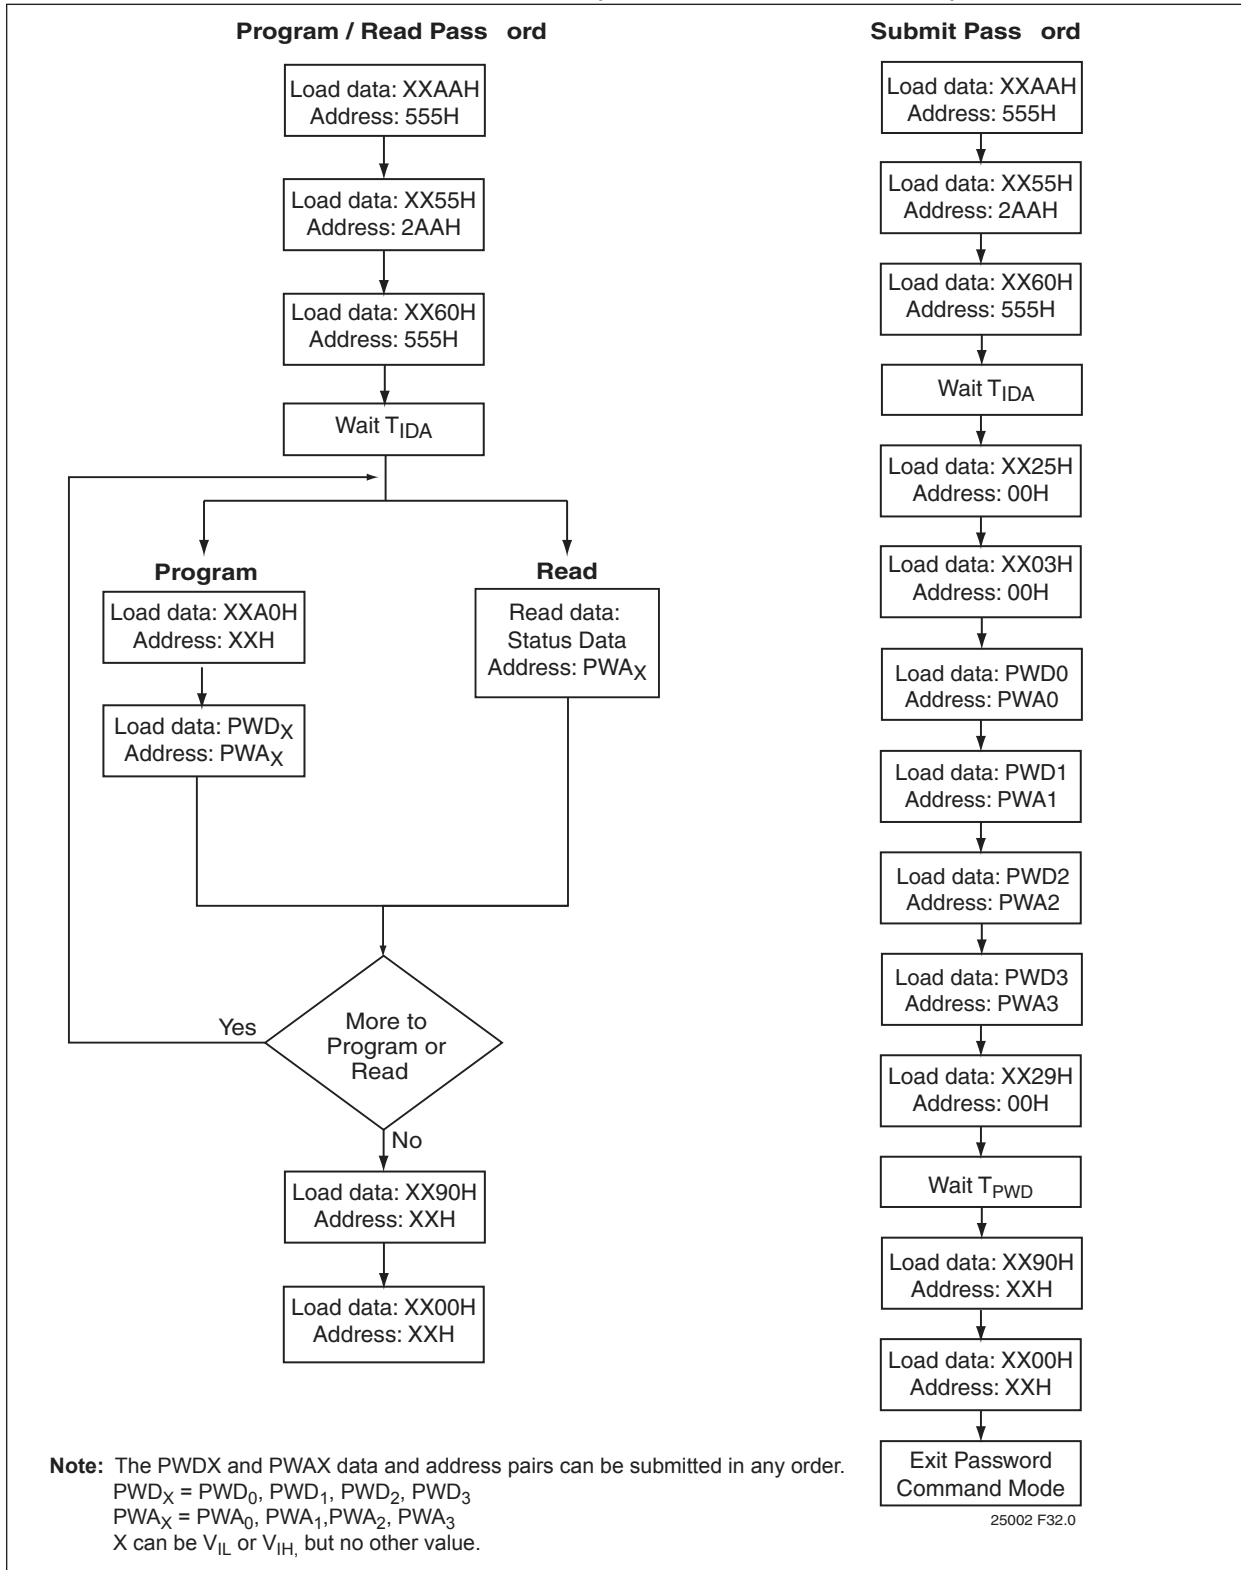 Program / Read Pass ord
Load data: XXAAH
Address: 555H
Load data: XX55H
Address: 2AAH
Load data: XX60H
Address: 555H
Wait TIDA
Program
Load data: XXA0H
Address: XXH
Load data: PWDX
Address: PWAX
Read
Read data:
Status Data
Address: PWAX
More to
Program or
Read
Yes
No
Load data: XX90H
Address: XXH
Load data: XX00H
Address: XXH
Submit Pass ord
Load data: XXAAH
Address: 555H
Load data: XX55H
Address: 2AAH
Load data: XX60H
Address: 555H
Wait TIDA
Load data: XX25H
Address: 00H
Load data: XX03H
Address: 00H
Load data: PWD0
Address: PWA0
Load data: PWD1
Address: PWA1
Load data: PWD2
Address: PWA2
Load data: PWD3
Address: PWA3
Load data: XX29H
Address: 00H
Wait TPWD
Load data: XX90H
Address: XXH
Load data: XX00H
Address: XXH
Exit Password
Command Mode
25002 F32.0
Note: The PWDX and PWAX data and address pairs can be submitted in any order.
PWDX = PWD0, PWD1, PWD2, PWD3
PWAX = PWA0, PWA1,PWA2, PWA3
X can be VIL or VIH, but no other value.